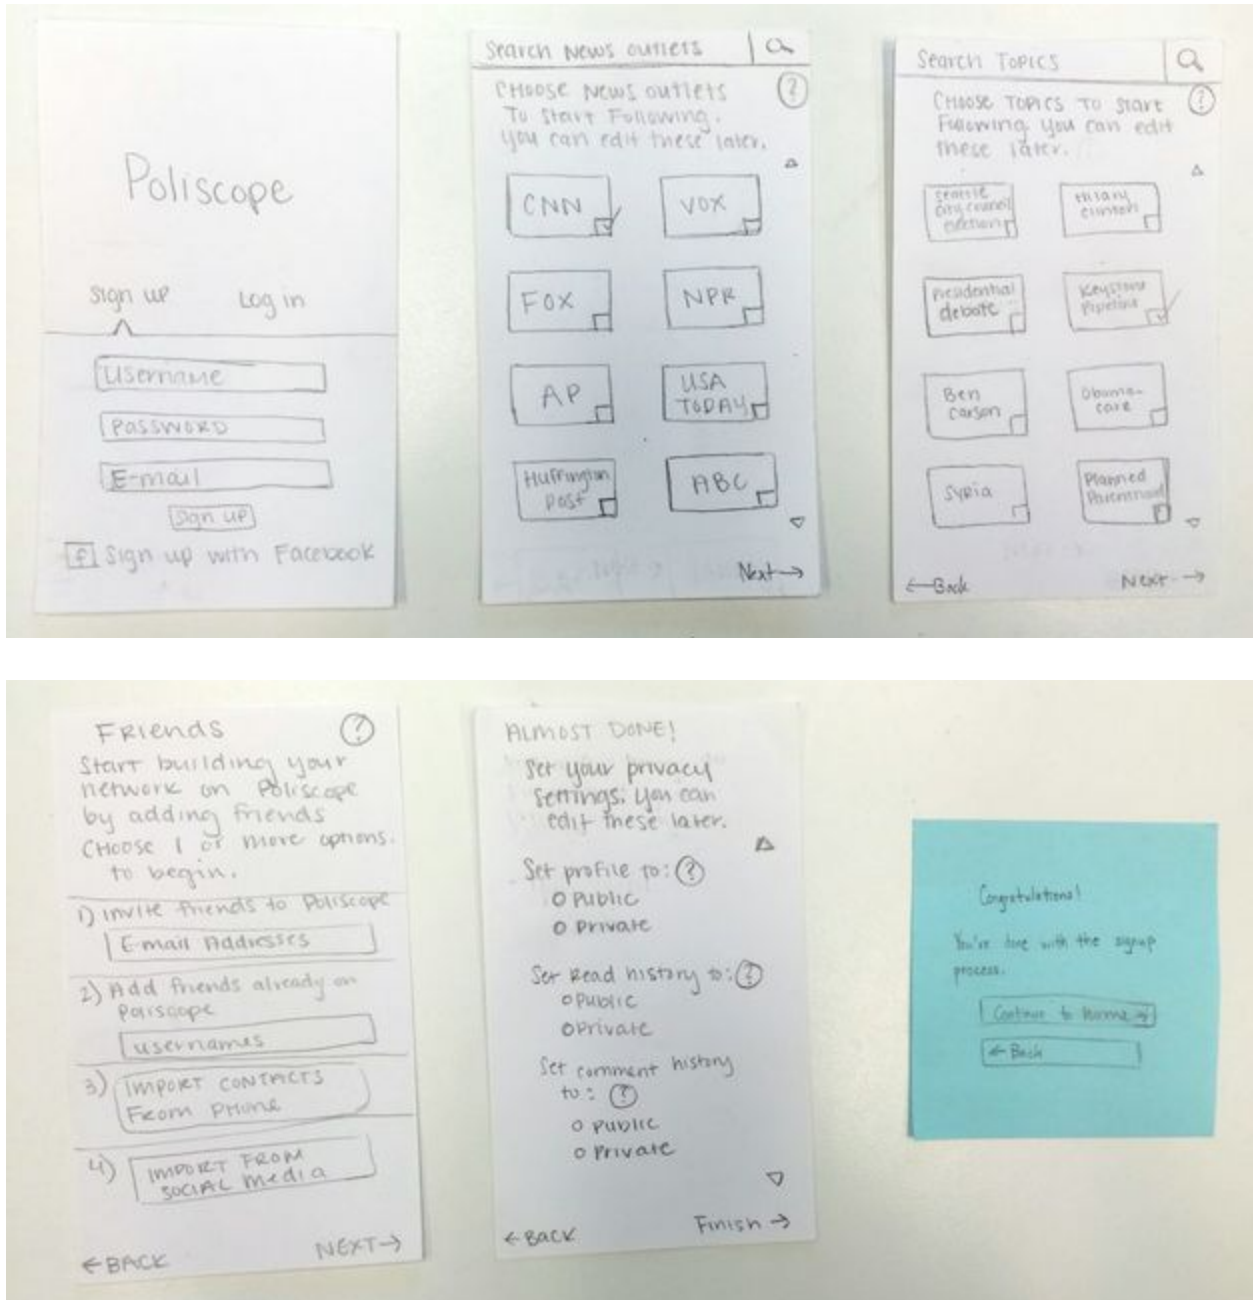 Poliscope
Sign up
Log in
Username
Password
E-mail
Sign up
f Sign up with Facebook
Search News outlets
Choose News outlets
To Start Following.
you can edit these later.
?
CNN
VOX
FOX
NPR
AP
USA
TODAY
Huffington
Post
ABC
Next →
Search Topics
Choose Topics to Start
Following. you can edit
these later.
?
Seattle
city council
election
Hilary
Clinton
Presidential
debate
Keystone
Pipeline
Ben
Carson
Obama-
care
Syria
Planned
Parenthood
← Back
Next →
Friends
?
Start building your
network on Poliscope
by adding friends
Choose 1 or more options.
to begin.
1) Invite friends to Poliscope
E-mail Addresses
2) Add friends already on
Poliscope
usernames
3) Import contacts
From Phone
4) Import from
social media
← BACK
NEXT →
ALMOST DONE!
Set your privacy
settings. you can
edit these later.
Set profile to: ?
O Public
O Private
Set Read history to: ?
O Public
O Private
Set comment history
to: ?
O Public
O Private
← BACK
Finish →
Congratulations!
You're done with the signup
process.
Continue to Home →
← Back